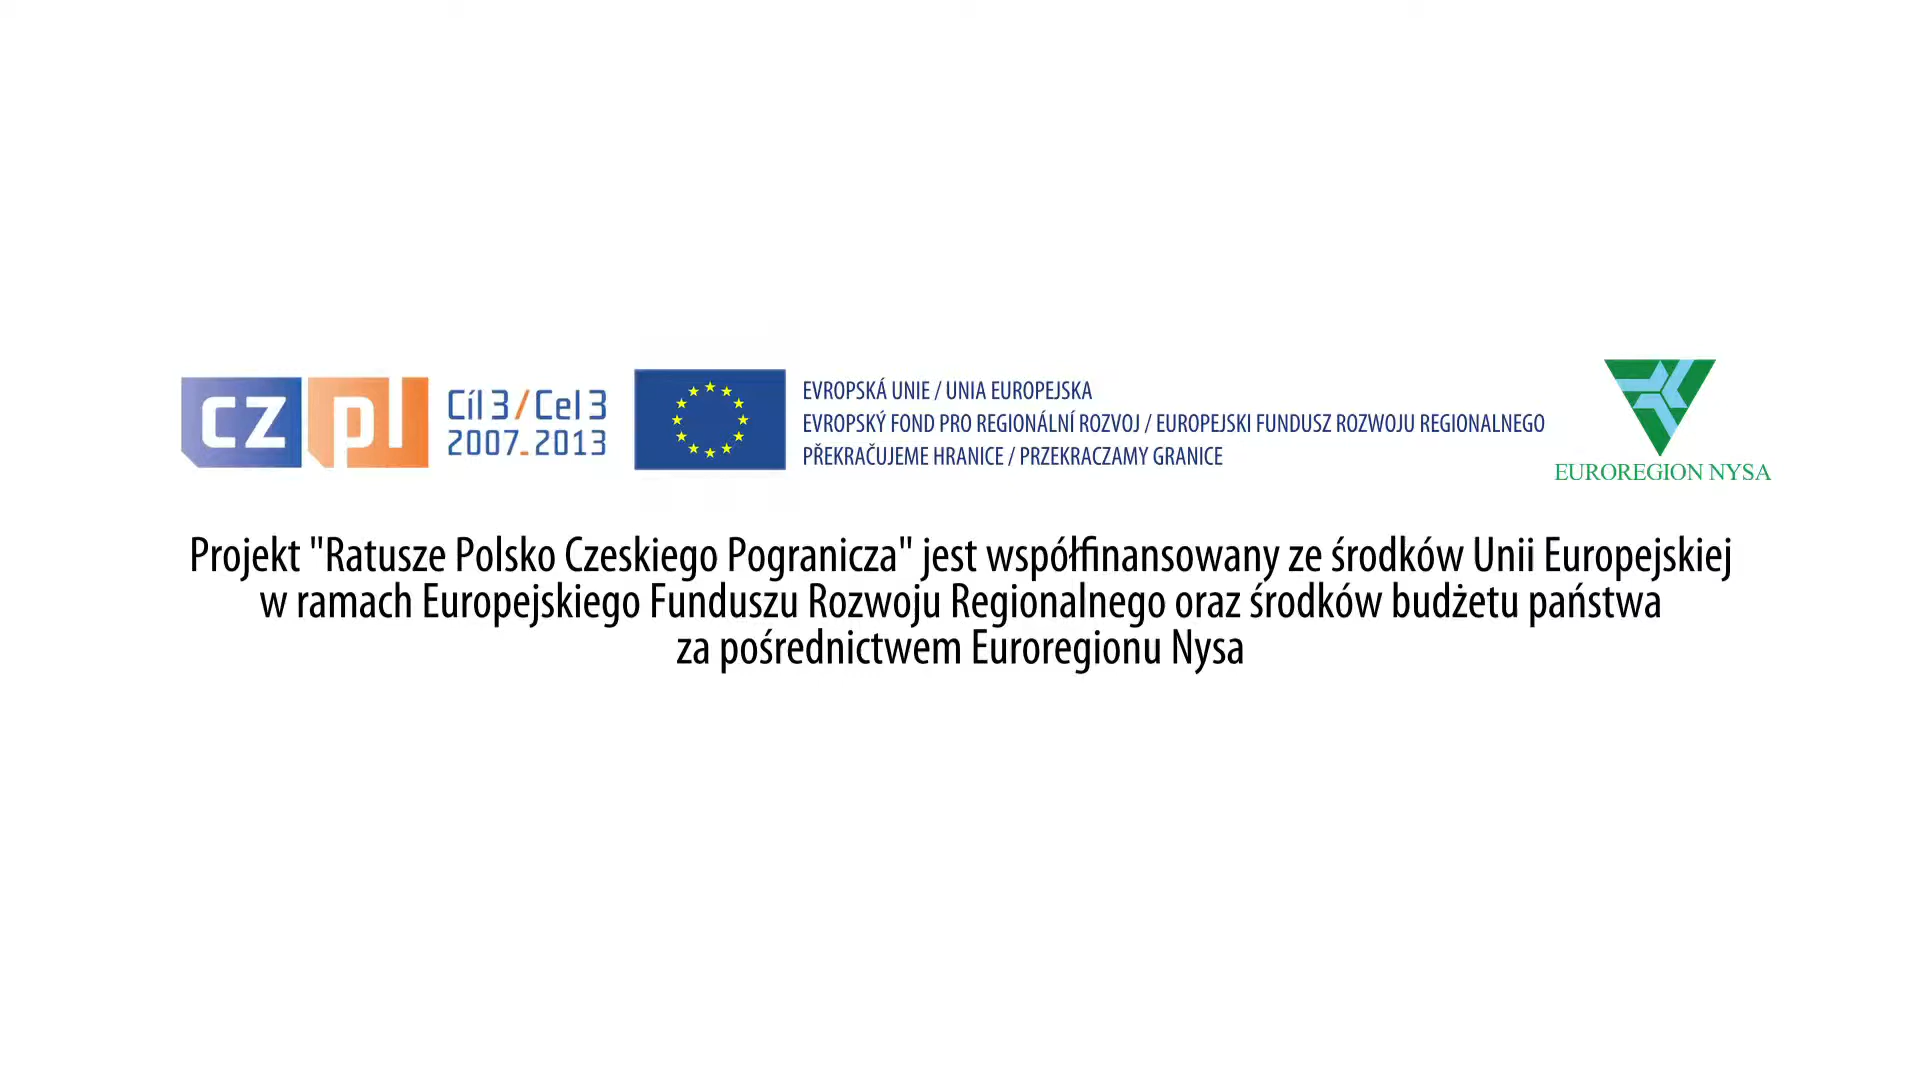 cz pl
Cíl 3 / Cel 3
2007_2013
EVROPSKÁ UNIE / UNIA EUROPEJSKA
EVROPSKÝ FOND PRO REGIONÁLNÍ ROZVOJ / EUROPEJSKI FUNDUSZ ROZWOJU REGIONALNEGO
PŘEKRAČUJEME HRANICE / PRZEKRACZAMY GRANICE
EUROREGION NYSA
Projekt "Ratusze Polsko Czeskiego Pogranicza" jest współfinansowany ze środków Unii Europejskiej
w ramach Europejskiego Funduszu Rozwoju Regionalnego oraz środków budżetu państwa
za pośrednictwem Euroregionu Nysa